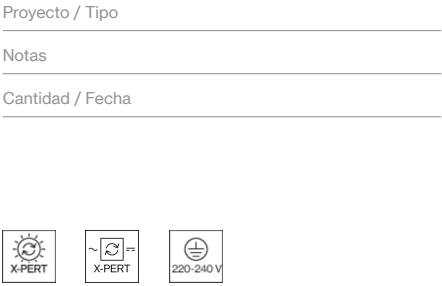 Proyecto / Tipo
Notas
Cantidad / Fecha
X-PERT
X-PERT
220-240 V